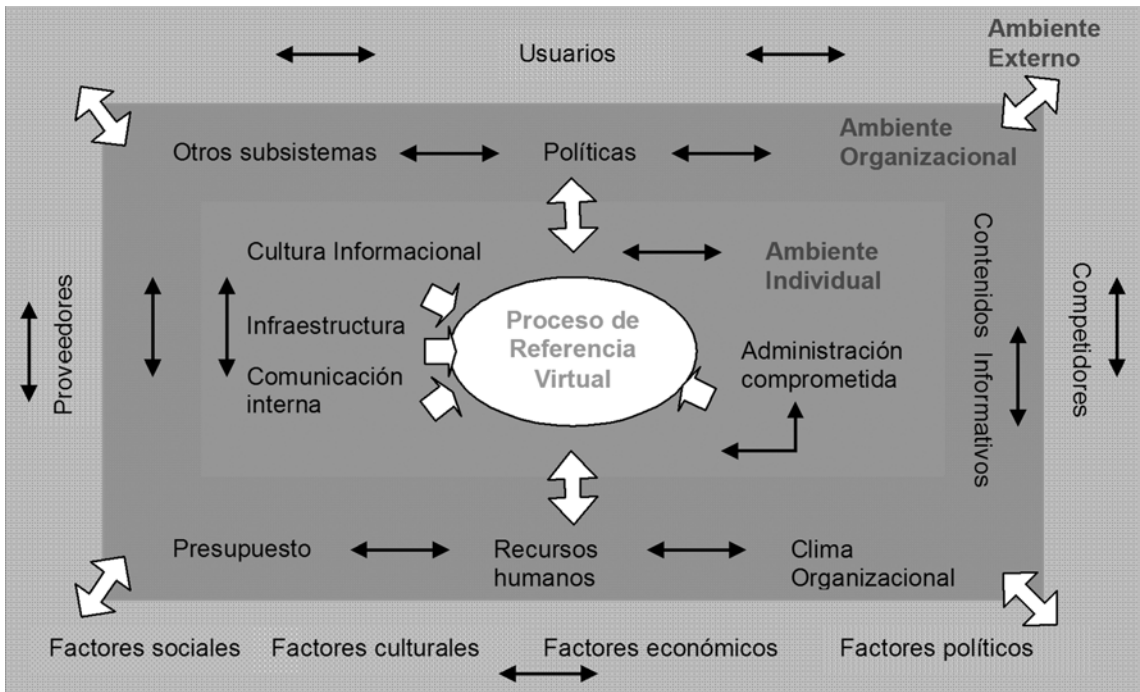 Usuarios
Ambiente
Externo
Otros subsistemas
Políticas
Ambiente
Organizacional
Cultura Informacional
Ambiente
Individual
Proveedores
Infraestructura
Comunicación
interna
Proceso de
Referencia
Virtual
Administración
comprometida
Contenidos Informativos
Competidores
Presupuesto
Recursos
humanos
Clima
Organizacional
Factores sociales
Factores culturales
Factores económicos
Factores políticos